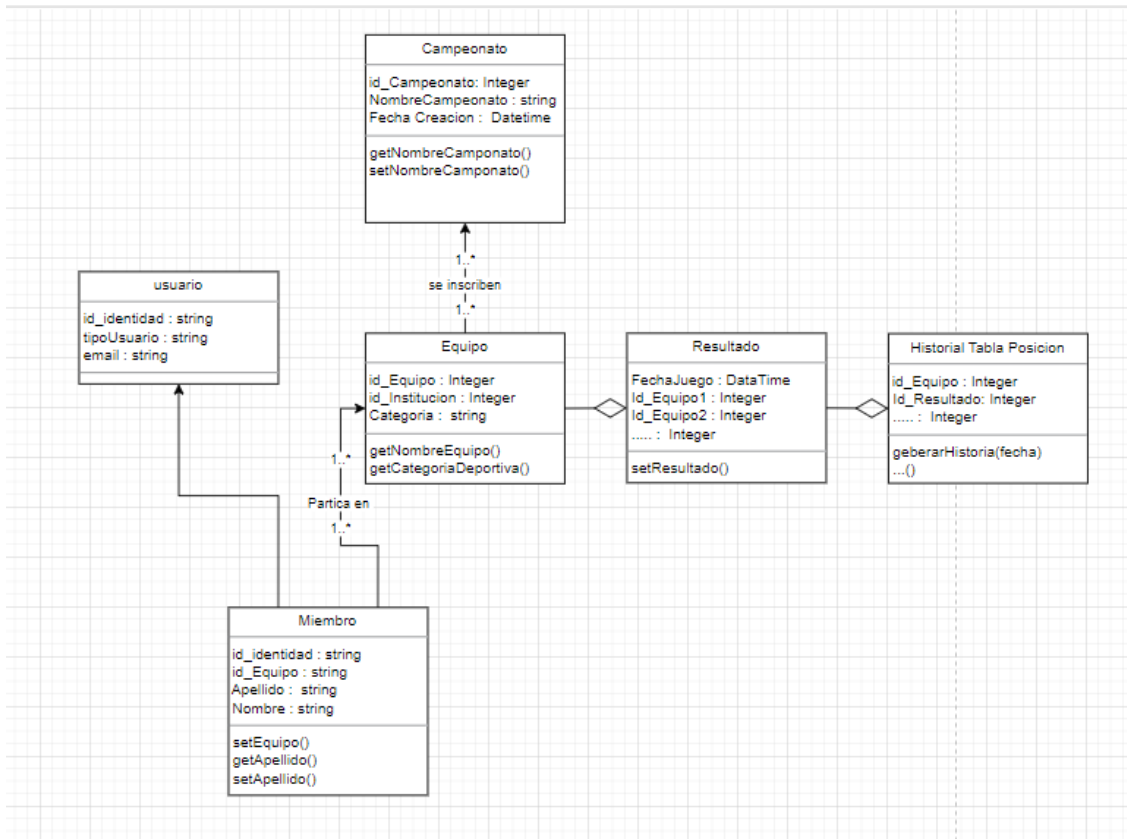 Campeonato
id_Campeonato: Integer
NombreCampeonato : string
Fecha Creacion : Datetime
getNombreCamponato()
setNombreCamponato()
1..*
se inscriben
1..*
usuario
id_identidad : string
tipoUsuario : string
email : string
Equipo
id_Equipo : Integer
id_Institucion : Integer
Categoria : string
getNombreEquipo()
getCategoriaDeportiva()
Resultado
FechaJuego : DataTime
Id_Equipo1 : Integer
Id_Equipo2 : Integer
..... : Integer
setResultado()
Historial Tabla Posicion
id_Equipo : Integer
Id_Resultado: Integer
..... : Integer
geberarHistoria(fecha)
...()
1..*
Partica en
1..*
Miembro
id_identidad : string
id_Equipo : string
Apellido : string
Nombre : string
setEquipo()
getApellido()
setApellido()